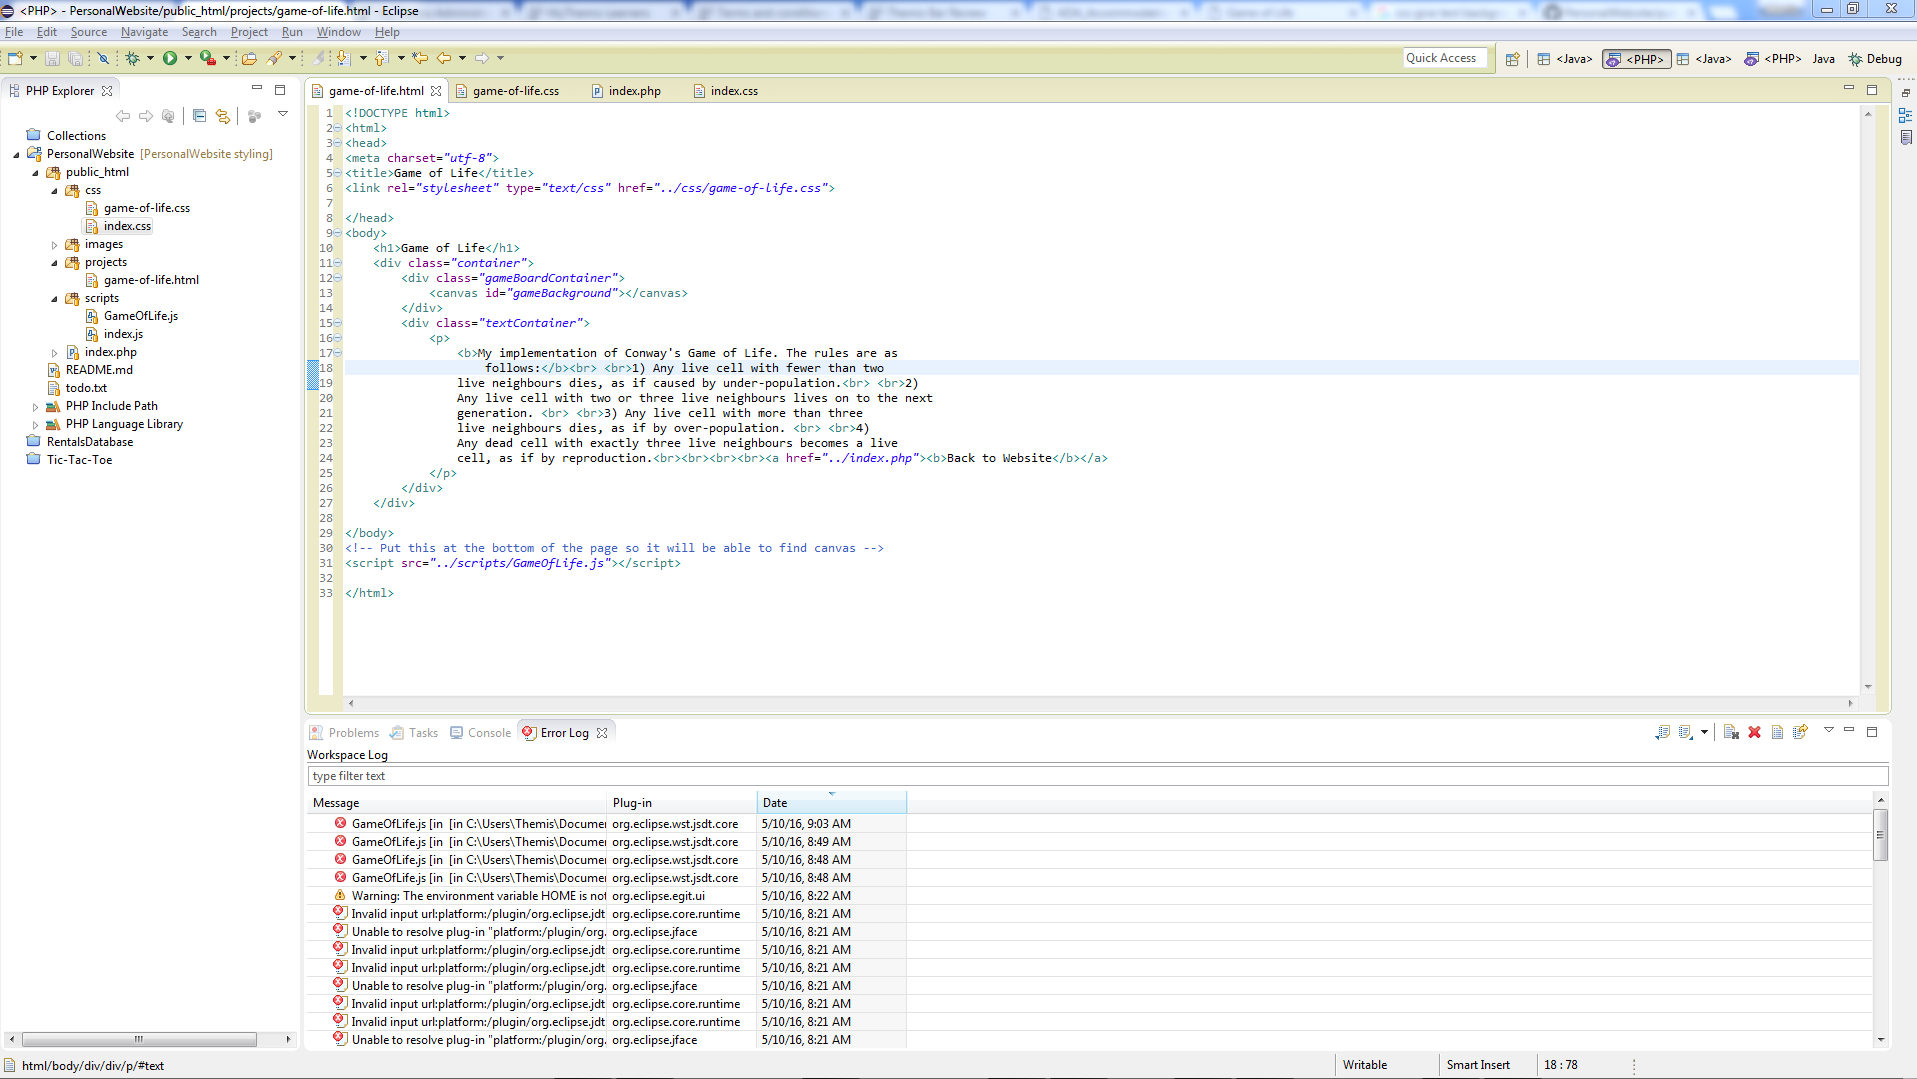 <PHP> - PersonalWebsite/public_html/projects/game-of-life.html - Eclipse
File Edit Source Navigate Search Project Run Window Help
Quick Access <Java> <PHP> <Java> <PHP> Java Debug
PHP Explorer
Collections
PersonalWebsite [PersonalWebsite styling]
public_html
css
game-of-life.css
index.css
images
projects
game-of-life.html
scripts
GameOfLife.js
index.js
index.php
README.md
todo.txt
PHP Include Path
PHP Language Library
RentalsDatabase
Tic-Tac-Toe
game-of-life.html game-of-life.css index.php index.css
1 <!DOCTYPE html>
2 <html>
3 <head>
4 <meta charset="utf-8">
5 <title>Game of Life</title>
6 <link rel="stylesheet" type="text/css" href="../css/game-of-life.css">
7
8 </head>
9 <body>
10 <h1>Game of Life</h1>
11 <div class="container">
12 <div class="gameBoardContainer">
13 <canvas id="gameBackground"></canvas>
14 </div>
15 <div class="textContainer">
16 <p>
17 <b>My implementation of Conway's Game of Life. The rules are as
18 follows:</b><br> <br>1) Any live cell with fewer than two
19 live neighbours dies, as if caused by under-population.<br> <br>2)
20 Any live cell with two or three live neighbours lives on to the next
21 generation. <br> <br>3) Any live cell with more than three
22 live neighbours dies, as if by over-population. <br> <br>4)
23 Any dead cell with exactly three live neighbours becomes a live
24 cell, as if by reproduction.<br><br><br><br><a href="../index.php"><b>Back to Website</b></a>
25 </p>
26 </div>
27 </div>
28
29 </body>
30 <!-- Put this at the bottom of the page so it will be able to find canvas -->
31 <script src="../scripts/GameOfLife.js"></script>
32
33 </html>
Problems Tasks Console Error Log
Workspace Log
type filter text
Message Plug-in Date
GameOfLife.js [in [in C:\Users\Themis\Documen org.eclipse.wst.jsdt.core 5/10/16, 9:03 AM
GameOfLife.js [in [in C:\Users\Themis\Documen org.eclipse.wst.jsdt.core 5/10/16, 8:49 AM
GameOfLife.js [in [in C:\Users\Themis\Documen org.eclipse.wst.jsdt.core 5/10/16, 8:48 AM
GameOfLife.js [in [in C:\Users\Themis\Documen org.eclipse.wst.jsdt.core 5/10/16, 8:48 AM
Warning: The environment variable HOME is not org.eclipse.egit.ui 5/10/16, 8:22 AM
Invalid input url:platform:/plugin/org.eclipse.jdt org.eclipse.core.runtime 5/10/16, 8:21 AM
Unable to resolve plug-in "platform:/plugin/org. org.eclipse.jface 5/10/16, 8:21 AM
Invalid input url:platform:/plugin/org.eclipse.jdt org.eclipse.core.runtime 5/10/16, 8:21 AM
Invalid input url:platform:/plugin/org.eclipse.jdt org.eclipse.core.runtime 5/10/16, 8:21 AM
Unable to resolve plug-in "platform:/plugin/org. org.eclipse.jface 5/10/16, 8:21 AM
Invalid input url:platform:/plugin/org.eclipse.jdt org.eclipse.core.runtime 5/10/16, 8:21 AM
Invalid input url:platform:/plugin/org.eclipse.jdt org.eclipse.core.runtime 5/10/16, 8:21 AM
Unable to resolve plug-in "platform:/plugin/org. org.eclipse.jface 5/10/16, 8:21 AM
html/body/div/div/p/#text Writable Smart Insert 18 : 78